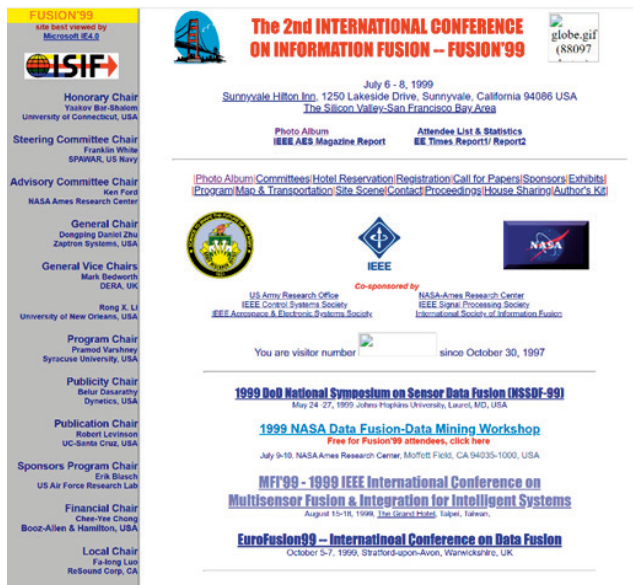 FUSION'99
site best viewed by
Microsoft IE4.0
ISIF
Honorary Chair
Yaakov Bar-Shalom
University of Connecticut, USA
Steering Committee Chair
Franklin White
SPAWAR, US Navy
Advisory Committee Chair
Ken Ford
NASA Ames Research Center
General Chair
Dongping Daniel Zhu
Zaptron Systems, USA
General Vice Chairs
Mark Bedworth
DERA, UK
Rong X. Li
University of New Orleans, USA
Program Chair
Pramod Varshney
Syracuse University, USA
Publicity Chair
Belur Dasarathy
Dynetics, USA
Publication Chair
Robert Levinson
UC-Santa Cruz, USA
Sponsors Program Chair
Erik Blasch
US Air Force Research Lab
Financial Chair
Chee-Yee Chong
Booz-Allen & Hamilton, USA
Local Chair
Fa-long Luo
ReSound Corp, CA
The 2nd INTERNATIONAL CONFERENCE
ON INFORMATION FUSION -- FUSION'99
globe.gif
(88097
July 6 - 8, 1999
Sunnyvale Hilton Inn, 1250 Lakeside Drive, Sunnyvale, California 94086 USA
The Silicon Valley-San Francisco Bay Area
Photo Album Attendee List & Statistics
IEEE AES Magazine Report EE Times Report1/ Report2
|Photo Album|Committees|Hotel Reservation|Registration|Call for Papers|Sponsors|Exhibits|
|Program|Map & Transportation|Site Scene|Contact|Proceedings|House Sharing|Author's Kit|
IEEE
NASA
Co-sponsored by
US Army Research Office NASA-Ames Research Center
IEEE Control Systems Society IEEE Signal Processing Society
IEEE Aerospace & Electronic Systems Society International Society of Information Fusion
You are visitor number since October 30, 1997
1999 DoD National Symposium on Sensor Data Fusion (NSSDF-99)
May 24 -27, 1999 Johns Hopkins University, Laurel, MD, USA
1999 NASA Data Fusion-Data Mining Workshop
Free for Fusion'99 attendees, click here
July 9-10, NASA Ames Research Center, Moffett Field, CA 94035-1000, USA
MFI'99 - 1999 IEEE International Conference on
Multisensor Fusion & Integration for Intelligent Systems
August 15-18, 1999, The Grand Hotel, Taipei, Taiwan,
EuroFusion99 -- Internatinoal Conference on Data Fusion
October 5-7, 1999, Stratford-upon-Avon, Warwickshire, UK